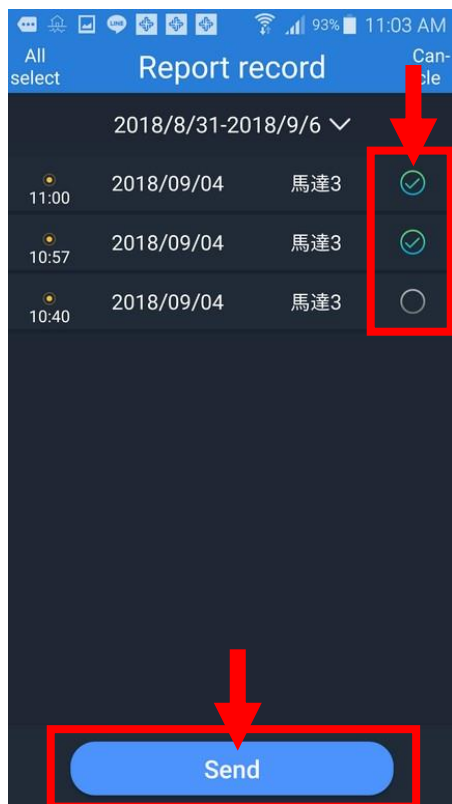 LINE 93% 11:03 AM
All select
Report record
Can-cle
2018/8/31-2018/9/6
11:00 2018/09/04 馬達3
10:57 2018/09/04 馬達3
10:40 2018/09/04 馬達3
Send